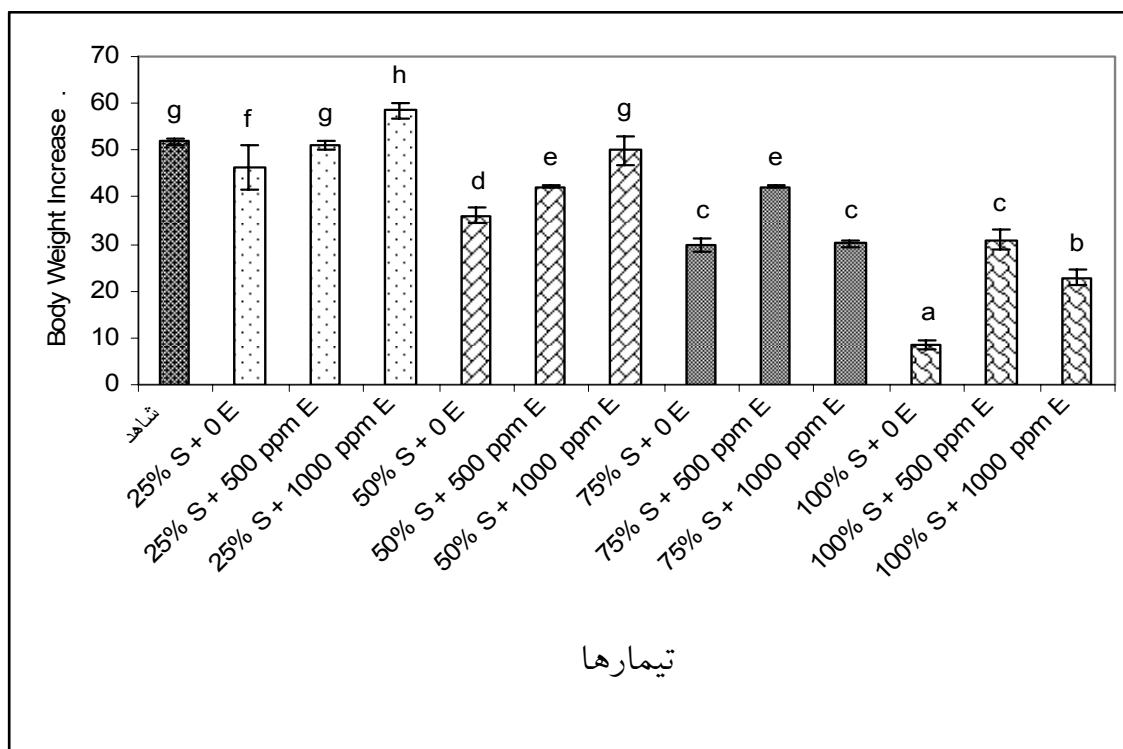 Body Weight Increase .
70
60
50
40
30
20
10
0
g
f
g
h
d
e
g
c
e
c
a
c
b
شاهد
25% S + 0 E
25% S + 500 ppm E
25% S + 1000 ppm E
50% S + 0 E
50% S + 500 ppm E
50% S + 1000 ppm E
75% S + 0 E
75% S + 500 ppm E
75% S + 1000 ppm E
100% S + 0 E
100% S + 500 ppm E
100% S + 1000 ppm E
تیمارها